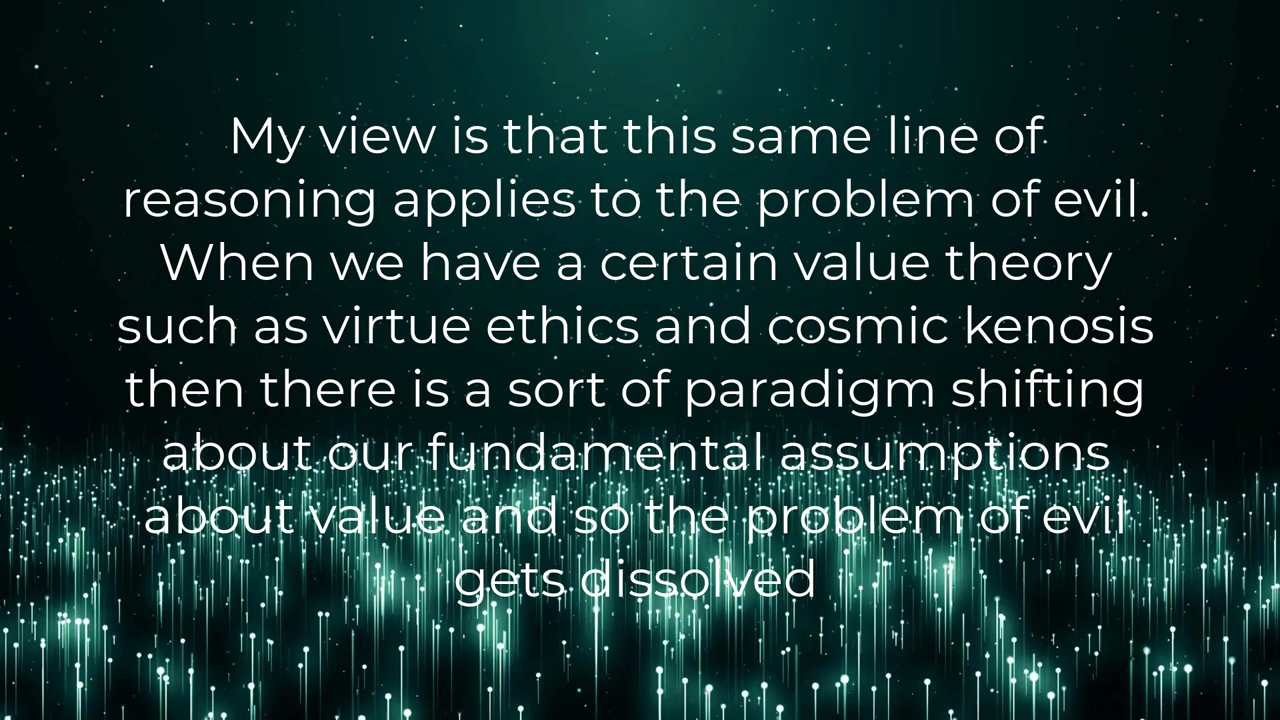 My view is that this same line of
reasoning applies to the problem of evil.
When we have a certain value theory
such as virtue ethics and cosmic kenosis
then there is a sort of paradigm shifting
about our fundamental assumptions
about value and so the problem of evil
gets dissolved